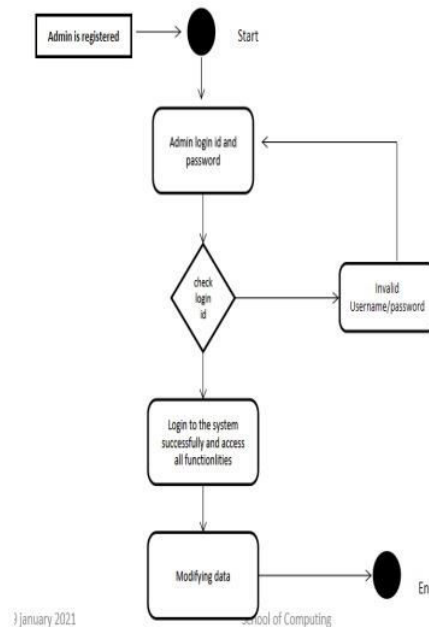 Admin is registered
Start
Admin login id and
password
check
login
id
Invalid
Username/password
Login to the system
successfully and access
all functionlities
Modifying data
En
january 2021
School of Computing